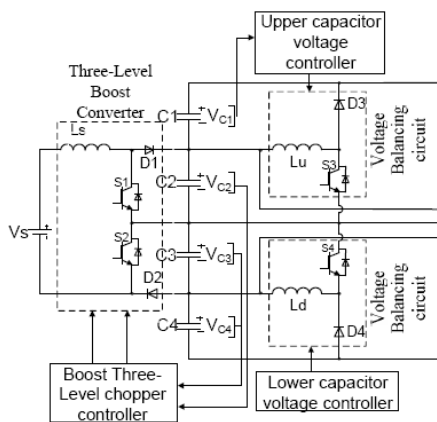 Upper capacitor
voltage
controller
Three-Level
Boost
Converter
Ls
D1
C1
VC1
D3
Lu
S3
Voltage
Balancing
circuit
S1
C2
VC2
Vs
S2
C3
VC3
S4
D2
Ld
C4
VC4
D4
Voltage
Balancing
circuit
Boost Three-
Level chopper
controller
Lower capacitor
voltage controller